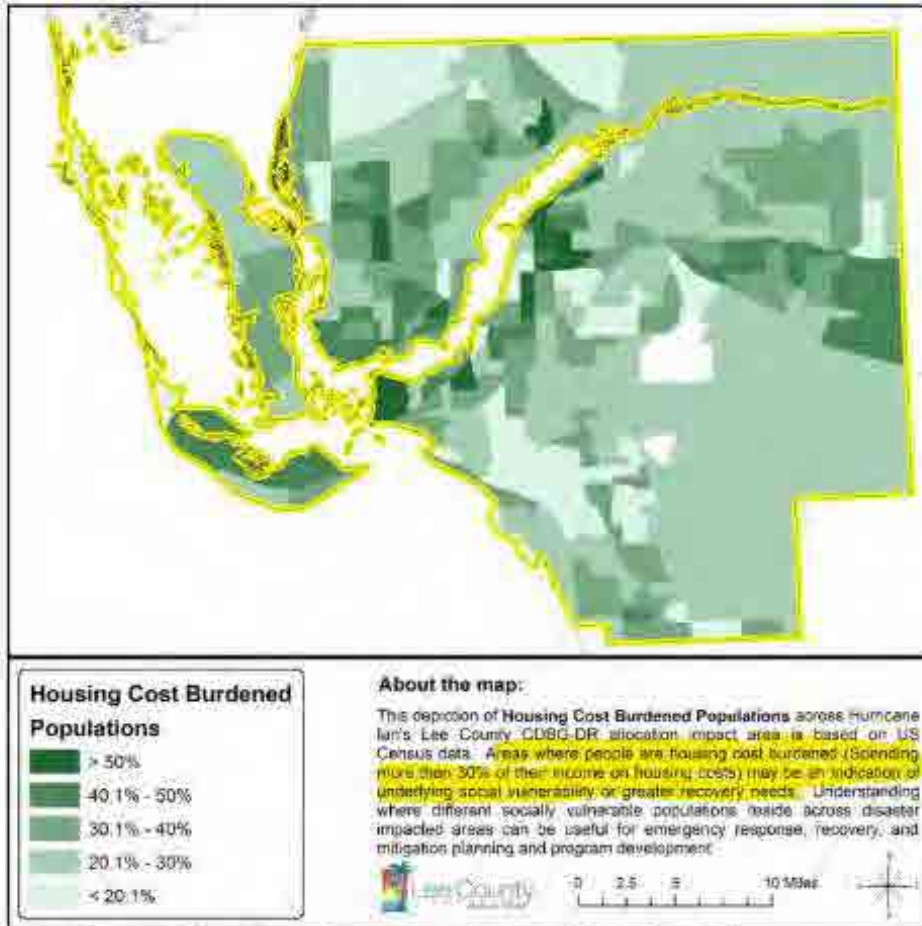 Housing Cost Burdened
Populations
> 50%
40.1% - 50%
30.1% - 40%
20.1% - 30%
< 20.1%
About the map:
This depiction of Housing Cost Burdened Populations across Hurricane
Ian's Lee County CDBG-DR allocation impact area is based on US
Census data. Areas where people are housing cost burdened (Spending
more than 30% of their income on housing costs) may be an indication of
underlying social vulnerability or greater recovery needs. Understanding
where different socially vulnerable populations reside across disaster
impacted areas can be useful for emergency response, recovery, and
mitigation planning and program development
Lee County
0 2.5 5 10 Miles